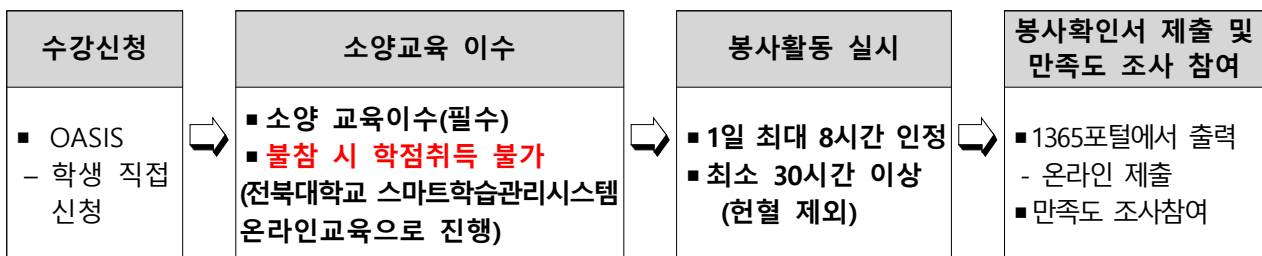 수강신청
■ OASIS
– 학생 직접
신청
소양교육 이수
■ 소양 교육이수(필수)
■ 불참 시 학점취득 불가
(전북대학교 스마트학습관리시스템
온라인교육으로 진행)
봉사활동 실시
■ 1일 최대 8시간 인정
■ 최소 30시간 이상
(헌혈 제외)
봉사확인서 제출 및
만족도 조사 참여
■ 1365포털에서 출력
- 온라인 제출
■ 만족도 조사참여